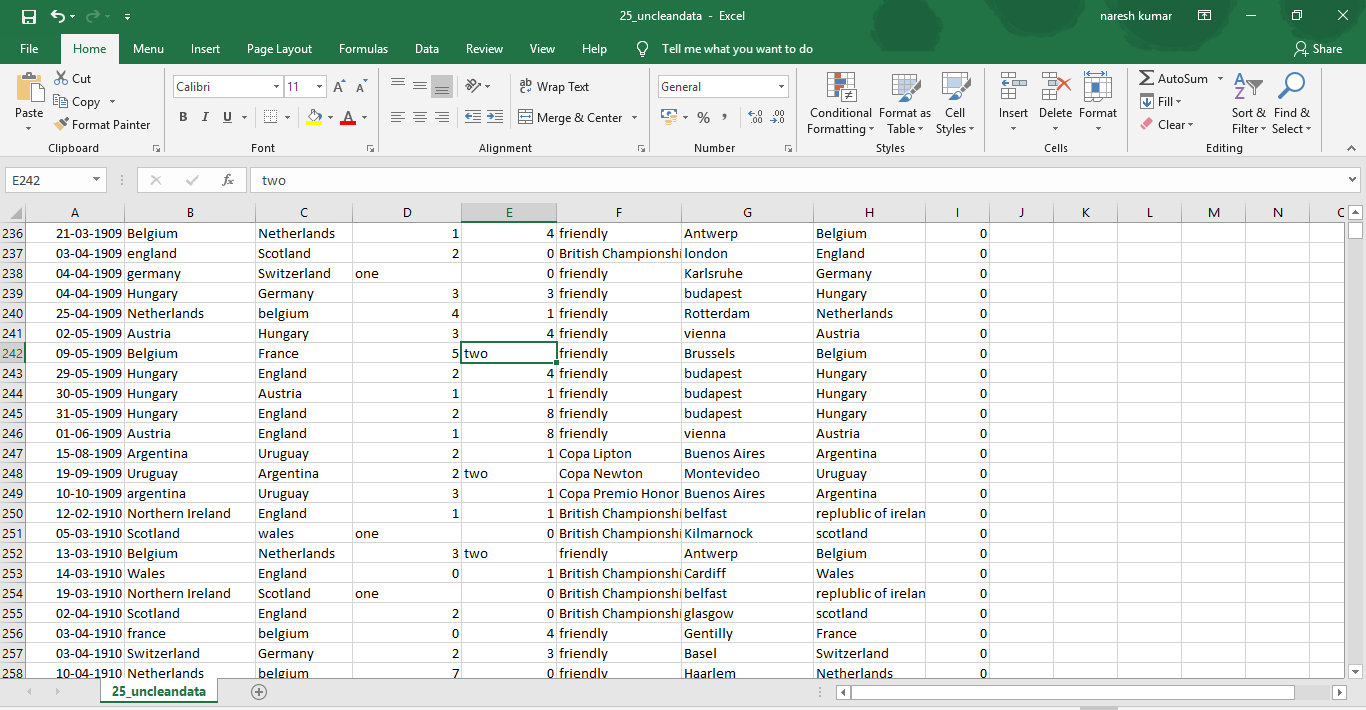 25_uncleandata - Excel
naresh kumar
File Home Menu Insert Page Layout Formulas Data Review View Help Tell me what you want to do Share
Cut
Copy
Format Painter
Paste
Clipboard
Calibri 11 A A
B I U A
Font
Wrap Text
Merge & Center
Alignment
General
% , .00 .00
Number
Conditional Formatting
Format as Table
Cell Styles
Styles
Insert Delete Format
Cells
AutoSum
Fill
Clear
Sort & Filter
Find & Select
Editing
E242 fx two
A B C D E F G H I J K L M N
236 21-03-1909 Belgium Netherlands 1 4 friendly Antwerp Belgium 0
237 03-04-1909 england Scotland 2 0 British Championshi london England 0
238 04-04-1909 germany Switzerland one 0 friendly Karlsruhe Germany 0
239 04-04-1909 Hungary Germany 3 3 friendly budapest Hungary 0
240 25-04-1909 Netherlands belgium 4 1 friendly Rotterdam Netherlands 0
241 02-05-1909 Austria Hungary 3 4 friendly vienna Austria 0
242 09-05-1909 Belgium France 5 two friendly Brussels Belgium 0
243 29-05-1909 Hungary England 2 4 friendly budapest Hungary 0
244 30-05-1909 Hungary Austria 1 1 friendly budapest Hungary 0
245 31-05-1909 Hungary England 2 8 friendly budapest Hungary 0
246 01-06-1909 Austria England 1 8 friendly vienna Austria 0
247 15-08-1909 Argentina Uruguay 2 1 Copa Lipton Buenos Aires Argentina 0
248 19-09-1909 Uruguay Argentina 2 two Copa Newton Montevideo Uruguay 0
249 10-10-1909 argentina Uruguay 3 1 Copa Premio Honor Buenos Aires Argentina 0
250 12-02-1910 Northern Ireland England 1 1 British Championshi belfast replublic of irelan 0
251 05-03-1910 Scotland wales one 0 British Championshi Kilmarnock scotland 0
252 13-03-1910 Belgium Netherlands 3 two friendly Antwerp Belgium 0
253 14-03-1910 Wales England 0 1 British Championshi Cardiff Wales 0
254 19-03-1910 Northern Ireland Scotland one 0 British Championshi belfast replublic of irelan 0
255 02-04-1910 Scotland England 2 0 British Championshi glasgow scotland 0
256 03-04-1910 france belgium 0 4 friendly Gentilly France 0
257 03-04-1910 Switzerland Germany 2 3 friendly Basel Switzerland 0
258 10-04-1910 Netherlands belgium 7 0 friendly Haarlem Netherlands 0
25_uncleandata